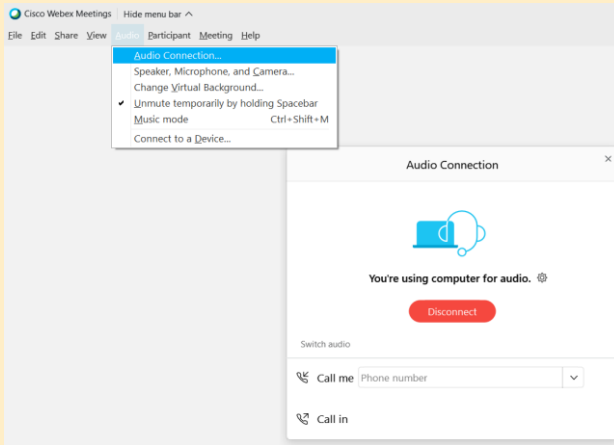 Cisco Webex Meetings Hide menu bar ^
File Edit Share View Audio Participant Meeting Help
Audio Connection...
Speaker, Microphone, and Camera...
Change Virtual Background...
✔ Unmute temporarily by holding Spacebar
Music mode Ctrl+Shift+M
Connect to a Device...
Audio Connection ×
You're using computer for audio.
Disconnect
Switch audio
Call me Phone number
Call in